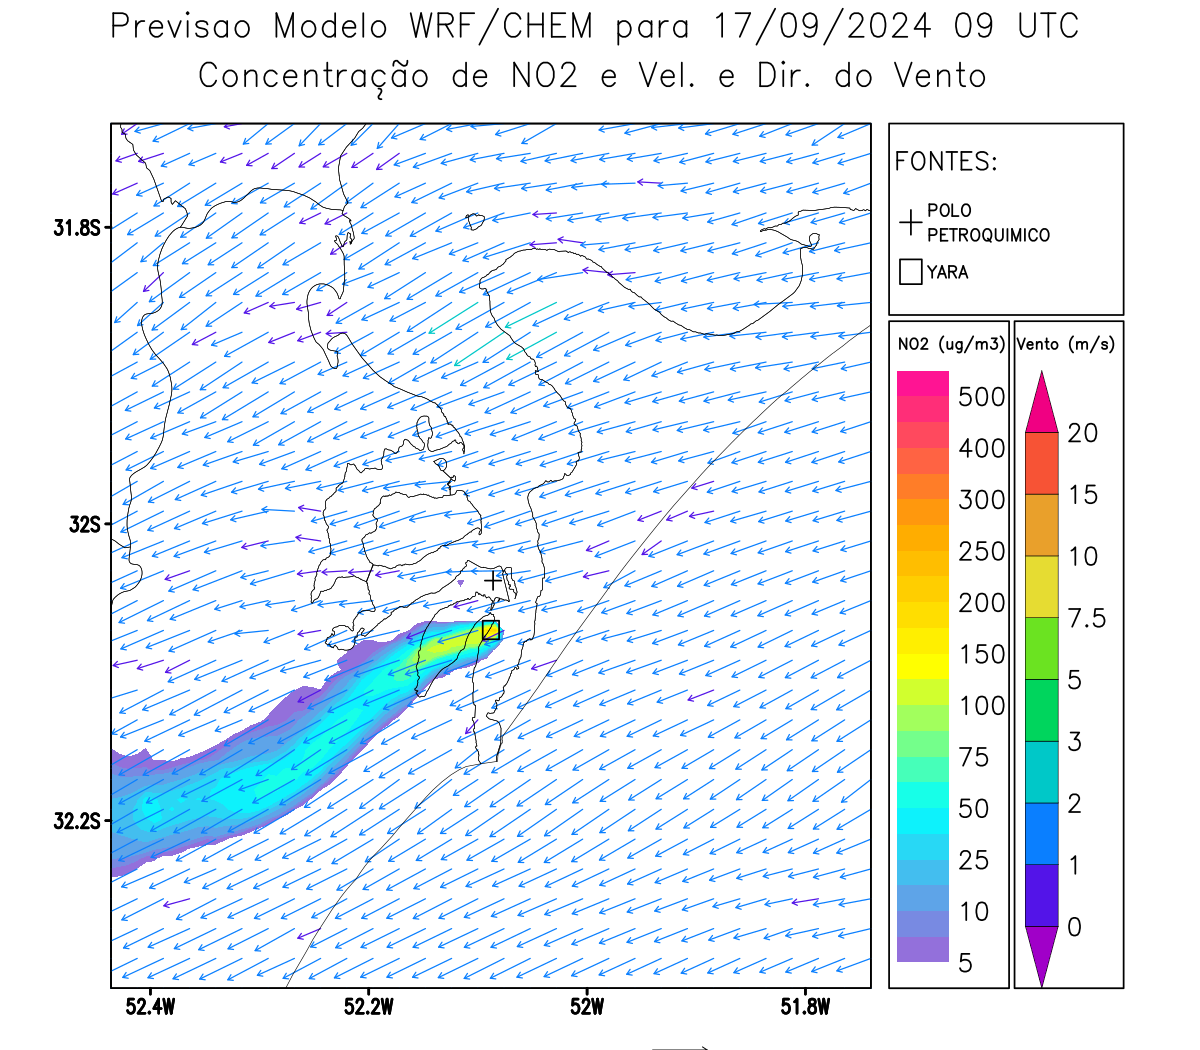 Previsao Modelo WRF/CHEM para 17/09/2024 09 UTC
Concentração de NO2 e Vel. e Dir. do Vento
FONTES:
POLO
PETROQUIMICO
YARA
31.8S
32S
32.2S
52.4W
52.2W
52W
51.8W
NO2 (ug/m3)
500
400
300
250
200
150
100
75
50
25
10
5
Vento (m/s)
20
15
10
7.5
5
3
2
1
0